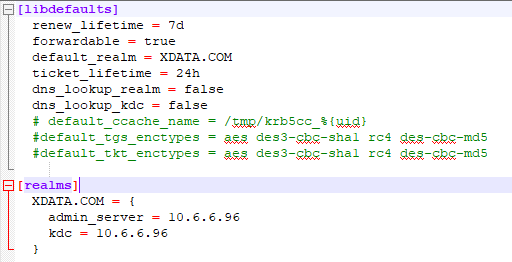 [libdefaults]
renew_lifetime = 7d
forwardable = true
default_realm = XDATA.COM
ticket_lifetime = 24h
dns_lookup_realm = false
dns_lookup_kdc = false
# default_ccache_name = /tmp/krb5cc_%{uid}
#default_tgs_enctypes = aes des3-cbc-sha1 rc4 des-cbc-md5
#default_tkt_enctypes = aes des3-cbc-sha1 rc4 des-cbc-md5
[realms]
XDATA.COM = {
admin_server = 10.6.6.96
kdc = 10.6.6.96
}